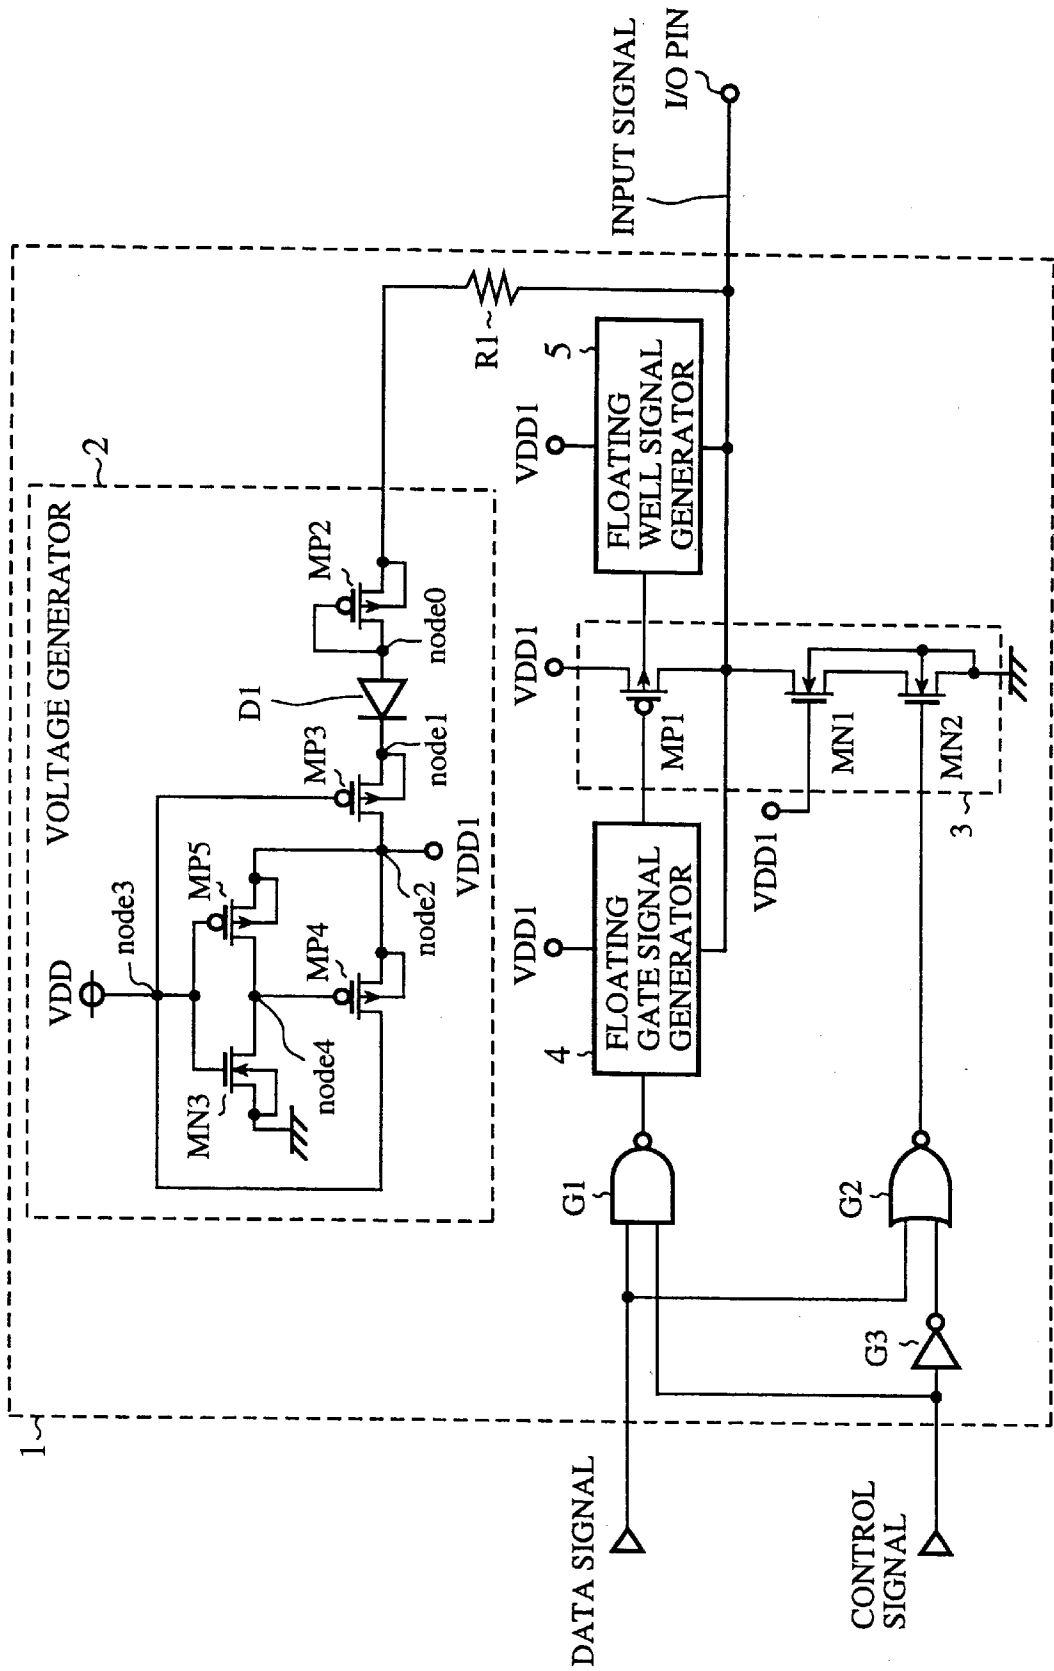 1
VOLTAGE GENERATOR
2
VDD
node3
MP5
MN3
node4
MP4
MP3
D1
MP2
node1
node0
node2
VDD1
R1
INPUT SIGNAL
I/O PIN
VDD1
4
FLOATING
GATE SIGNAL
GENERATOR
VDD1
MP1
VDD1
5
FLOATING
WELL SIGNAL
GENERATOR
VDD1
MN1
MN2
3
G1
G2
G3
DATA SIGNAL
CONTROL
SIGNAL